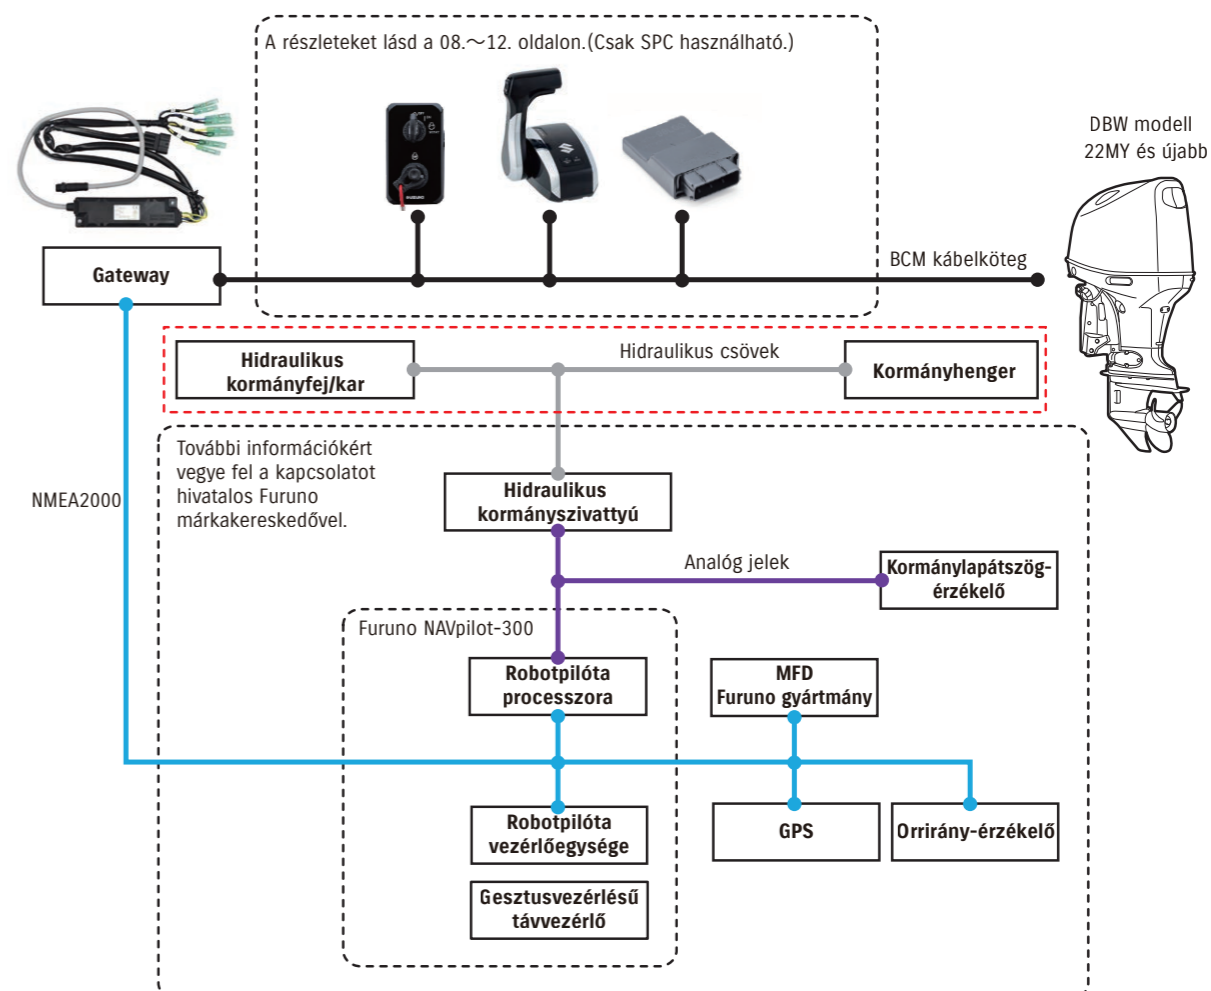 A részleteket lásd a 08.～12. oldalon.(Csak SPC használható.)
DBW modell
22MY és újabb
SUZUKI
Gateway
BCM kábelköteg
Hidraulikus
kormányfej/kar
Hidraulikus csövek
Kormányhenger
További információkért
vegye fel a kapcsolatot
hivatalos Furuno
márkakereskedővel.
NMEA2000
Hidraulikus
kormányszivattyú
Analóg jelek
Kormánylapátszög-
érzékelő
Furuno NAVpilot-300
Robotpilóta
processzora
MFD
Furuno gyártmány
Robotpilóta
vezérlőegysége
GPS
Orrirány-érzékelő
Gesztusvezérlésű
távvezérlő